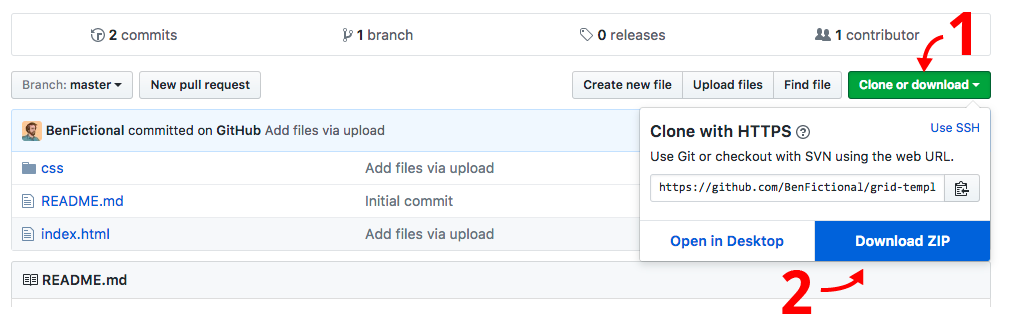 2 commits
1 branch
0 releases
1 contributor
1
Branch: master
New pull request
Create new file
Upload files
Find file
Clone or download
BenFictional committed on GitHub Add files via upload
css Add files via upload
README.md Initial commit
index.html Add files via upload
README.md
Clone with HTTPS
Use SSH
Use Git or checkout with SVN using the web URL.
https://github.com/BenFictional/grid-templ
Open in Desktop
Download ZIP
2